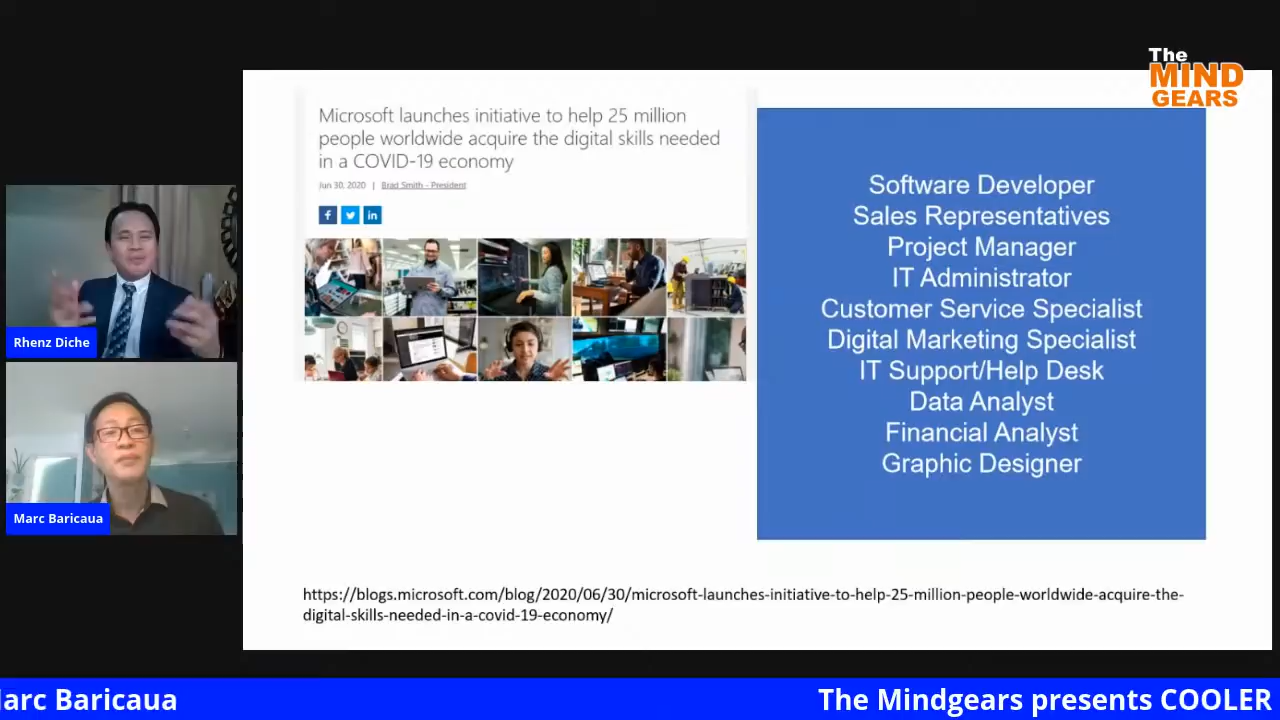 The
MIND
GEARS
Microsoft launches initiative to help 25 million
people worldwide acquire the digital skills needed
in a COVID-19 economy
Jun 30, 2020 | Brad Smith - President
Software Developer
Sales Representatives
Project Manager
IT Administrator
Customer Service Specialist
Digital Marketing Specialist
IT Support/Help Desk
Data Analyst
Financial Analyst
Graphic Designer
Rhenz Diche
Marc Baricaua
https://blogs.microsoft.com/blog/2020/06/30/microsoft-launches-initiative-to-help-25-million-people-worldwide-acquire-the-
digital-skills-needed-in-a-covid-19-economy/
arc Baricaua
The Mindgears presents COOLER